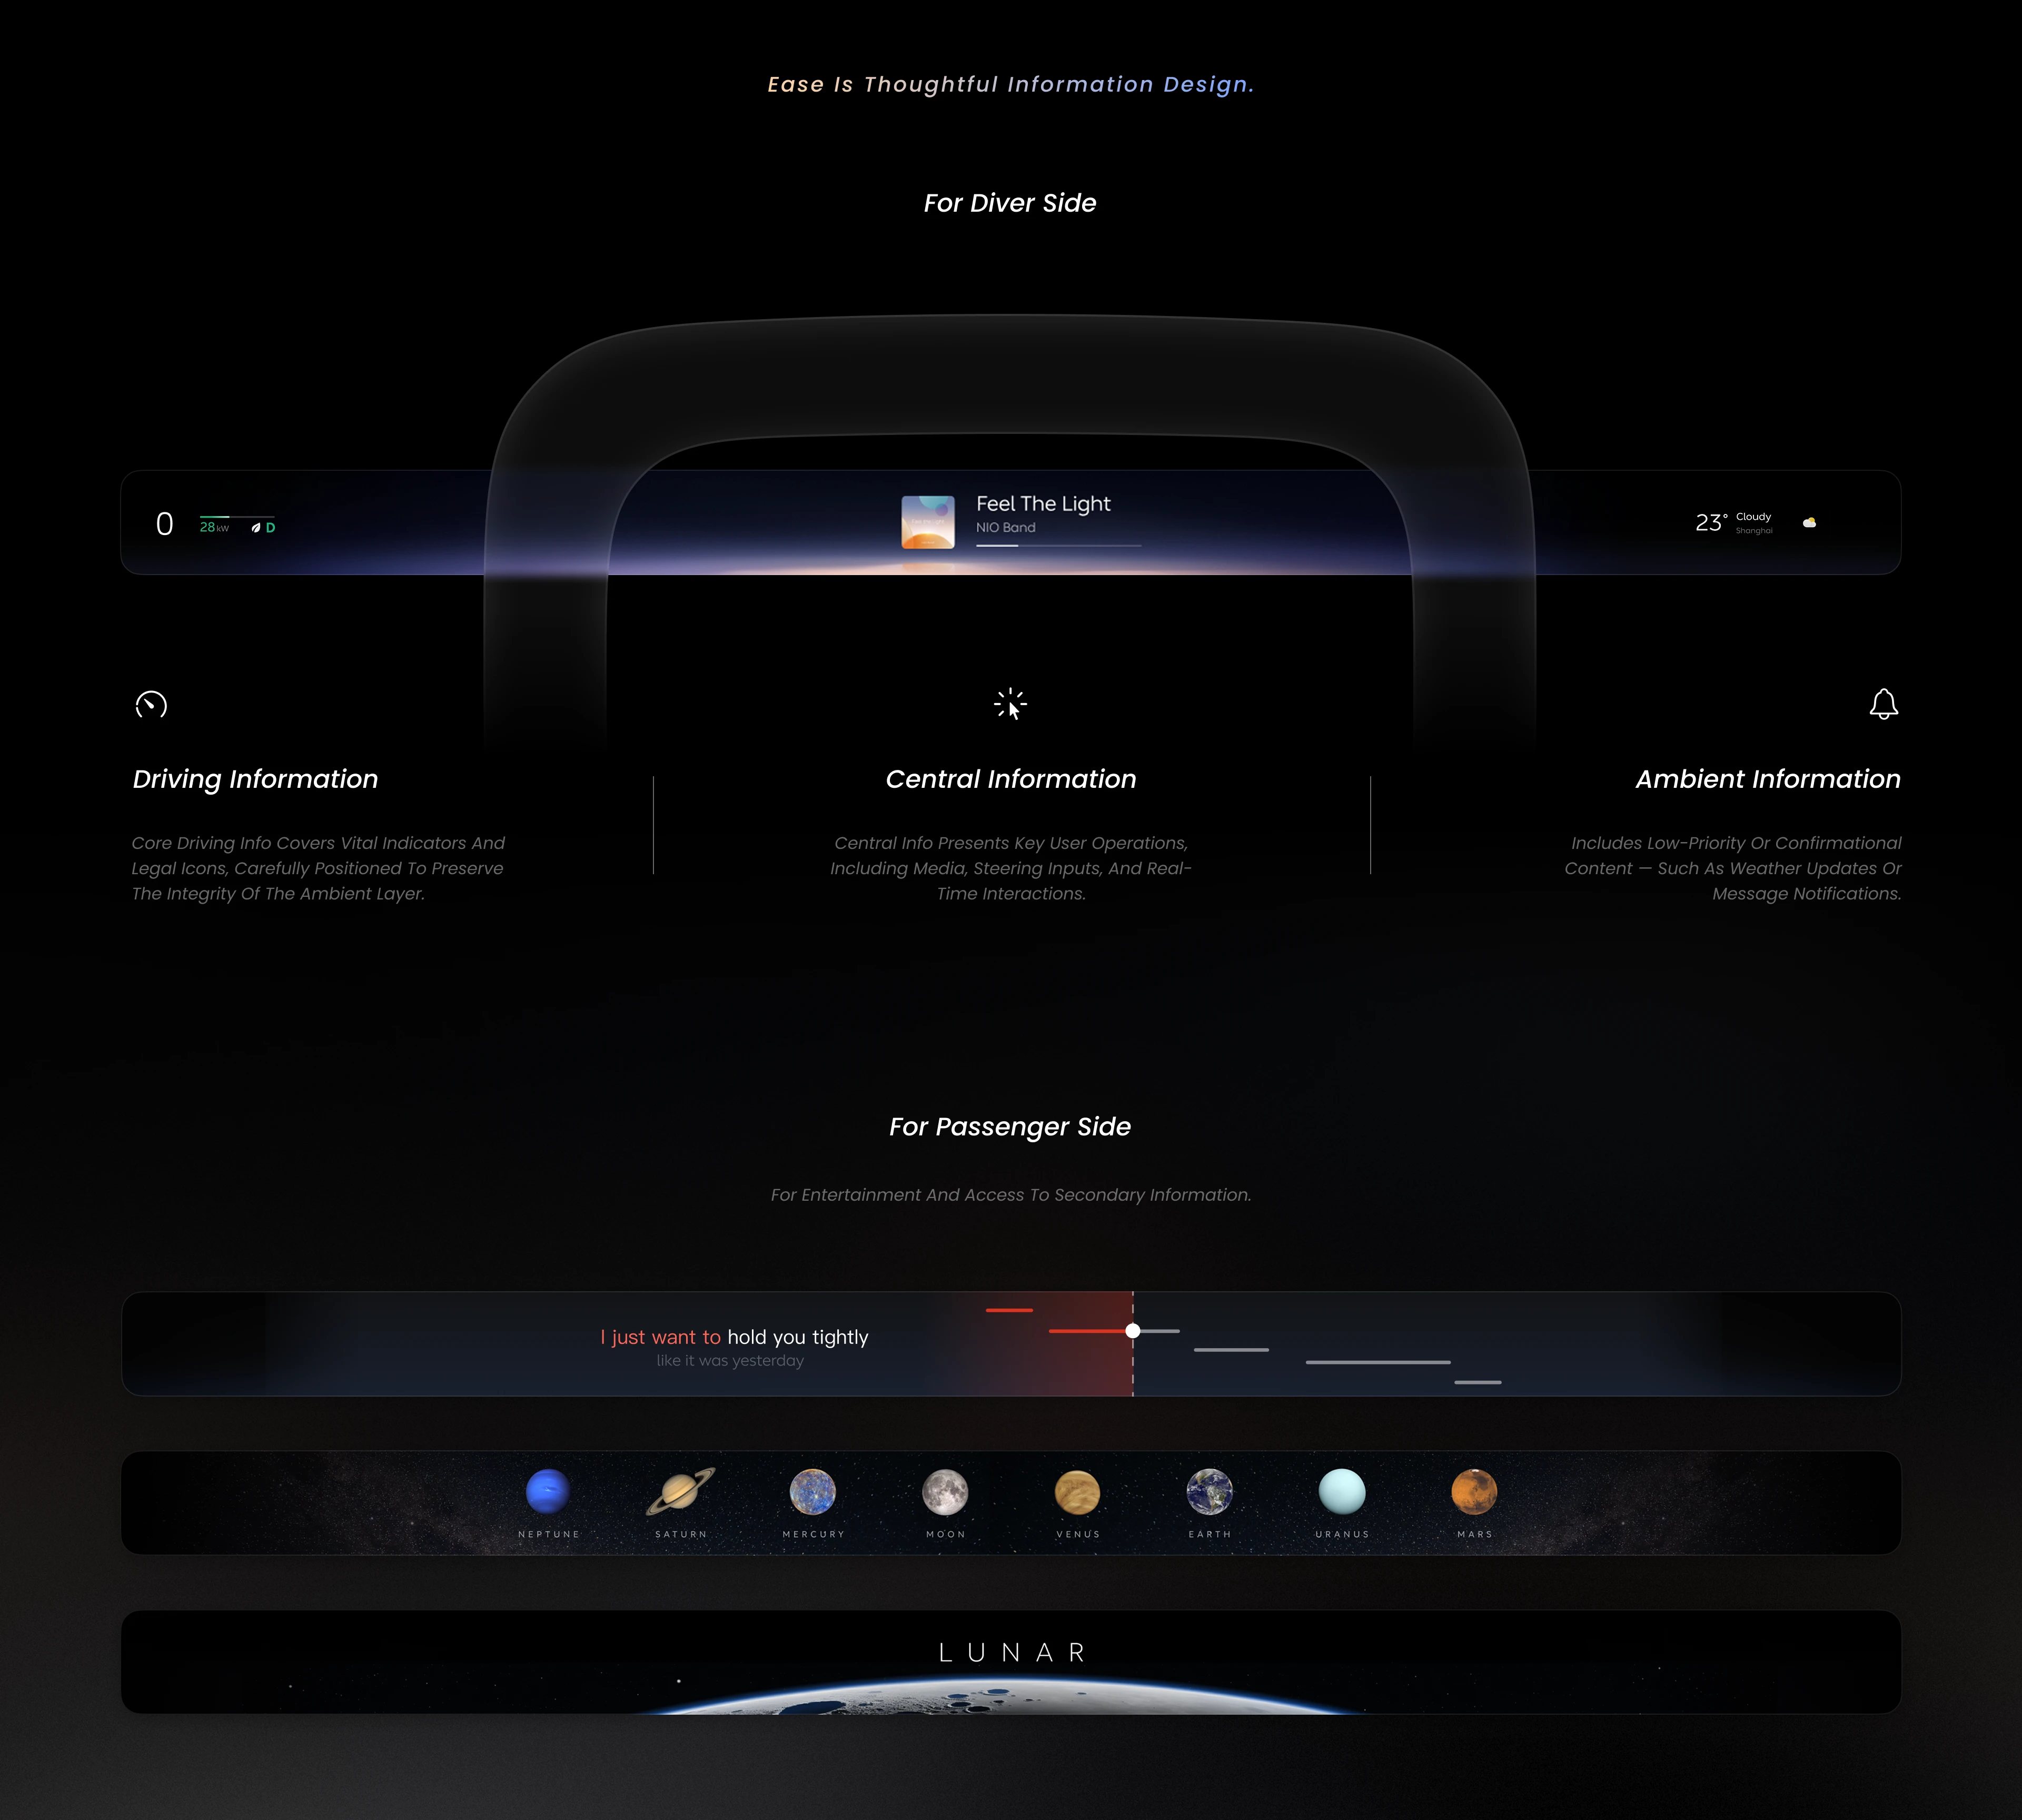 Ease Is Thoughtful Information Design.
For Diver Side
0
28 kW
D
Feel The Light
NIO Band
23°
Cloudy
Shanghai
Driving Information
Core Driving Info Covers Vital Indicators And
Legal Icons, Carefully Positioned To Preserve
The Integrity Of The Ambient Layer.
Central Information
Central Info Presents Key User Operations,
Including Media, Steering Inputs, And Real-
Time Interactions.
Ambient Information
Includes Low-Priority Or Confirmational
Content — Such As Weather Updates Or
Message Notifications.
For Passenger Side
For Entertainment And Access To Secondary Information.
I just want to hold you tightly
like it was yesterday
NEPTUNE
SATURN
MERCURY
MOON
VENUS
EARTH
URANUS
MARS
LUNAR